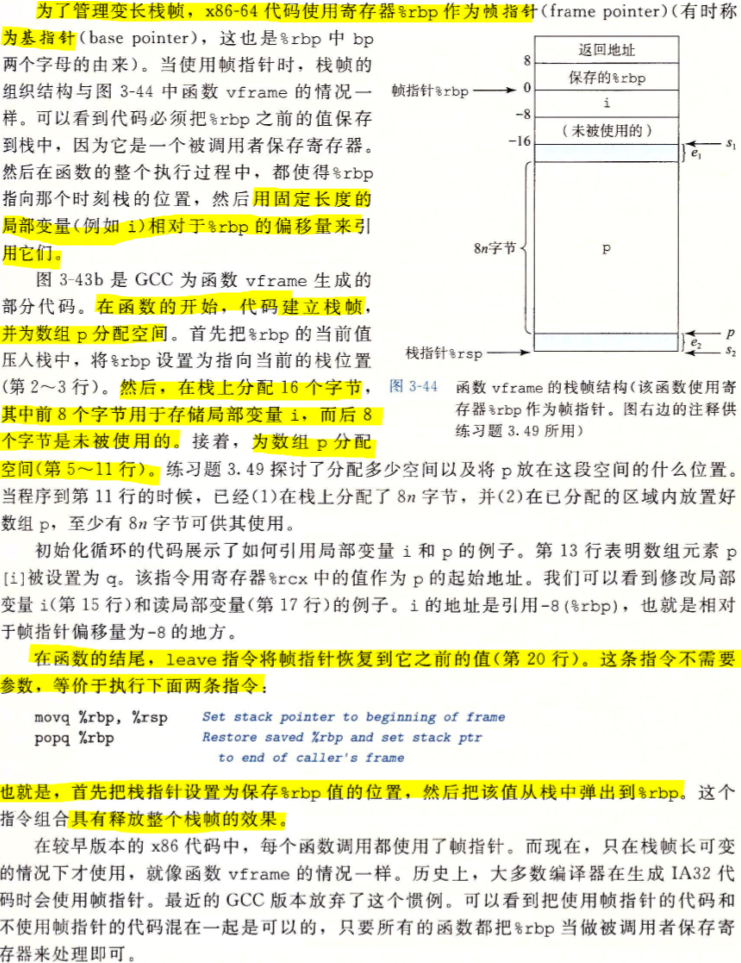 为了管理变长栈帧，x86-64 代码使用寄存器%rbp 作为帧指针(frame pointer)(有时称
为基指针(base pointer)，这也是%rbp 中 bp
两个字母的由来)。当使用帧指针时，栈帧的
组织结构与图 3-44 中函数 vframe 的情况一
样。可以看到代码必须把%rbp 之前的值保存
到栈中，因为它是一个被调用者保存寄存器。
然后在函数的整个执行过程中，都使得%rbp
指向那个时刻栈的位置，然后用固定长度的
局部变量(例如 i)相对于%rbp 的偏移量来引
用它们。
图 3-43b 是 GCC 为函数 vframe 生成的
部分代码。在函数的开始，代码建立栈帧，
并为数组 p 分配空间。首先把%rbp 的当前值
压入栈中，将%rbp 设置为指向当前的栈位置
(第 2～3 行)。然后，在栈上分配 16 个字节，
其中前 8 个字节用于存储局部变量 i，而后 8
个字节是未被使用的。接着，为数组 p 分配
空间(第 5～11 行)。练习题 3.49 探讨了分配多少空间以及将 p 放在这段空间的什么位置。
返回地址
8
保存的%rbp
帧指针%rbp
0
i
-8
(未被使用的)
-16
s₁
e₁
8n字节
p
p
e₂
栈指针%rsp
s₂
图 3-44 函数 vframe 的栈帧结构(该函数使用寄
存器%rbp 作为帧指针。图右边的注释供
练习题 3.49 所用)
当程序到第 11 行的时候，已经(1)在栈上分配了 8n 字节，并(2)在已分配的区域内放置好
数组 p，至少有 8n 字节可供其使用。
初始化循环的代码展示了如何引用局部变量 i 和 p 的例子。第 13 行表明数组元素 p
[i]被设置为 q。该指令用寄存器%rcx 中的值作为 p 的起始地址。我们可以看到修改局部
变量 i(第 15 行)和读局部变量(第 17 行)的例子。i 的地址是引用-8(%rbp)，也就是相对
于帧指针偏移量为-8 的地方。
在函数的结尾，leave 指令将帧指针恢复到它之前的值(第 20 行)。这条指令不需要
参数，等价于执行下面两条指令：
movq %rbp, %rsp Set stack pointer to beginning of frame
popq %rbp Restore saved %rbp and set stack ptr
to end of caller's frame
也就是，首先把栈指针设置为保存%rbp 值的位置，然后把该值从栈中弹出到%rbp。这个
指令组合具有释放整个栈帧的效果。
在较早版本的 x86 代码中，每个函数调用都使用了帧指针。而现在，只在栈帧长可变
的情况下才使用，就像函数 vframe 的情况一样。历史上，大多数编译器在生成 IA32 代
码时会使用帧指针。最近的 GCC 版本放弃了这个惯例。可以看到把使用帧指针的代码和
不使用帧指针的代码混在一起是可以的，只要所有的函数都把%rbp 当做被调用者保存寄
存器来处理即可。